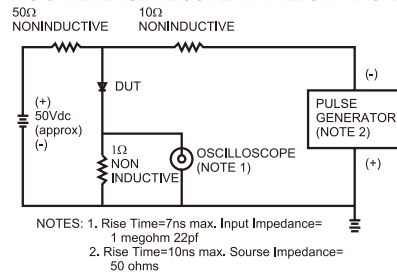 50Ω
NONINDUCTIVE
10Ω
NONINDUCTIVE
DUT
(+)
50Vdc
(approx)
(-)
(-)
PULSE
GENERATOR
(NOTE 2)
(+)
1Ω
NON
INDUCTIVE
OSCILLOSCOPE
(NOTE 1)
NOTES: 1. Rise Time=7ns max. Input Impedance=
1 megohm 22pf
2. Rise Time=10ns max. Sourse Impedance=
50 ohms